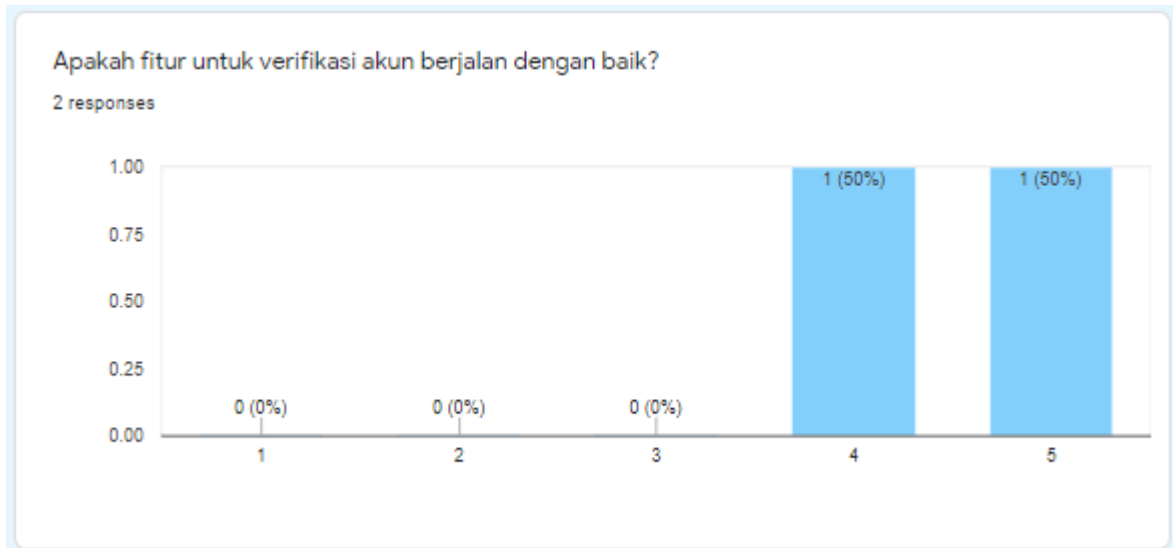 Apakah fitur untuk verifikasi akun berjalan dengan baik?
2 responses
1.00
1 (50%) 1 (50%)
0.75
0.50
0.25
0 (0%) 0 (0%) 0 (0%)
0.00
1 2 3 4 5